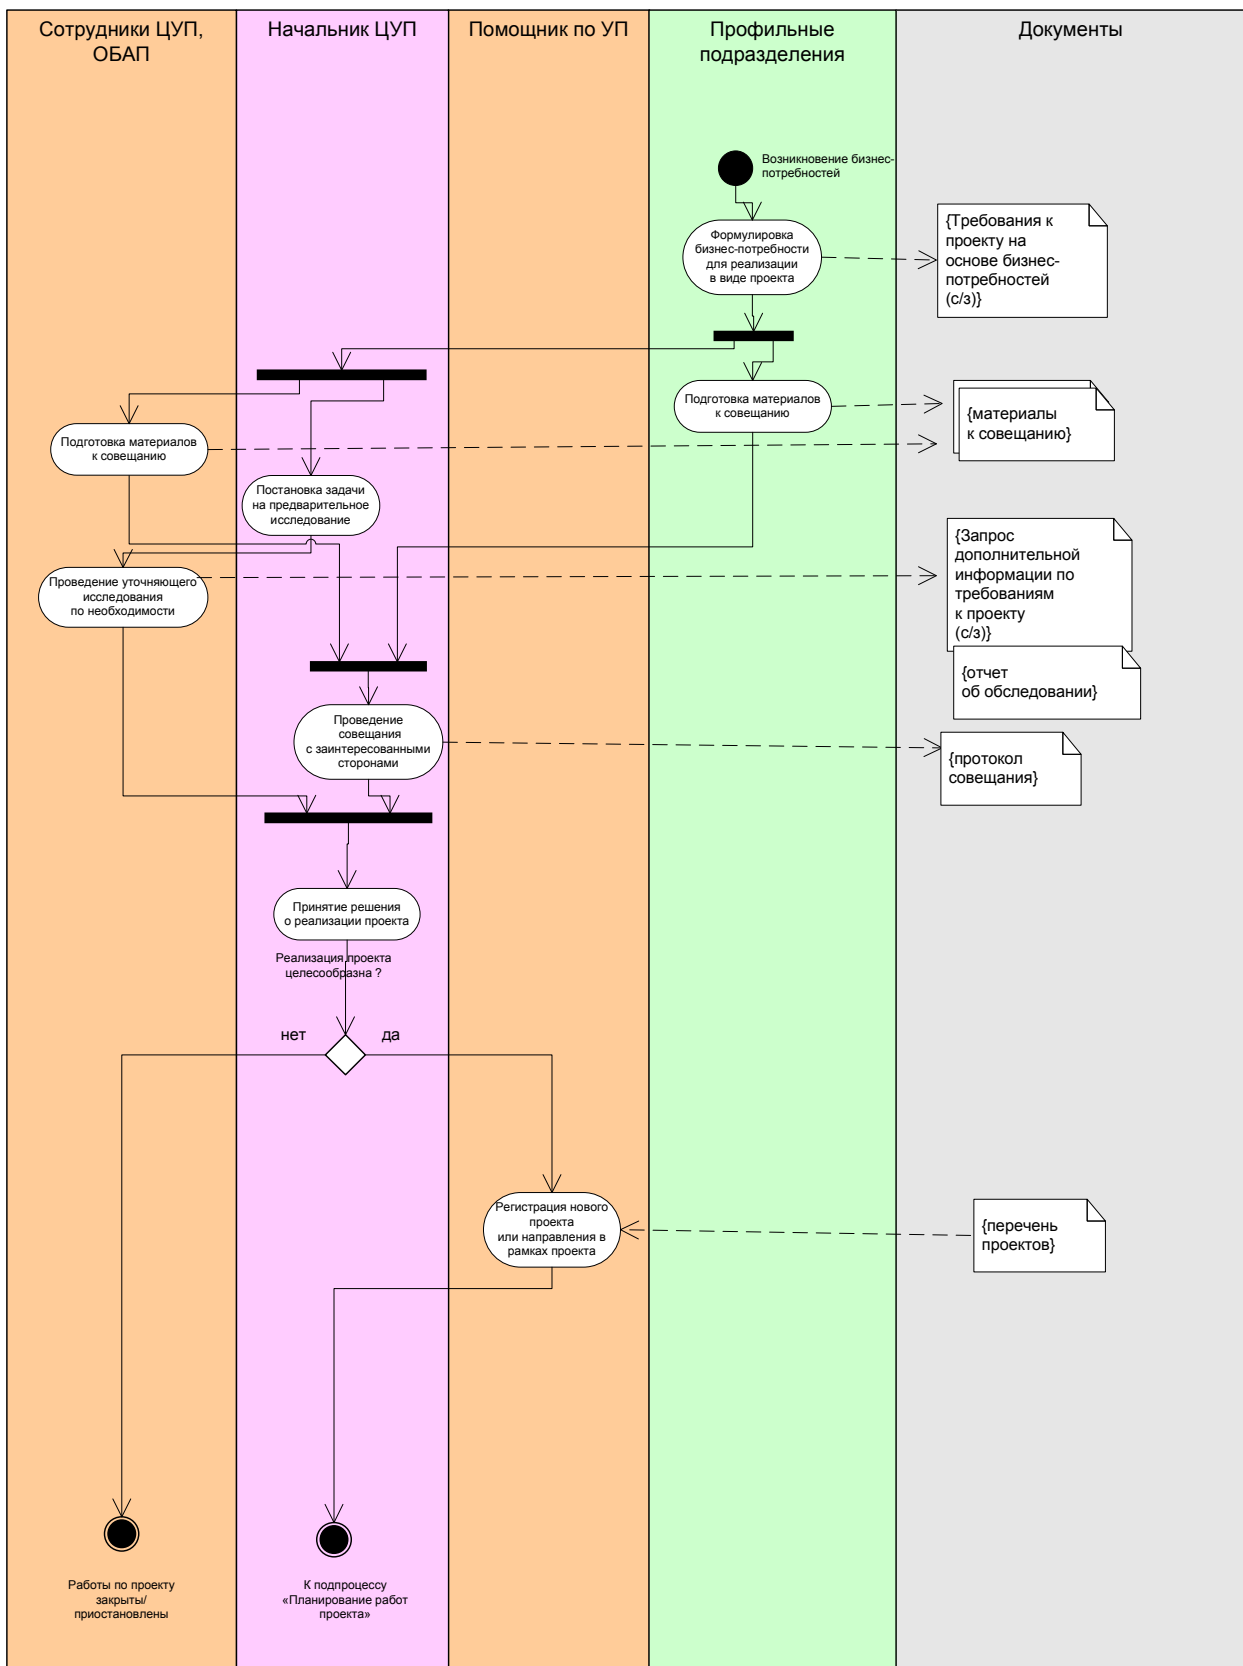 Сотрудники ЦУП,
ОБАП
Начальник ЦУП
Помощник по УП
Профильные
подразделения
Документы
Возникновение бизнес-
потребностей
Формулировка
бизнес-потребности
для реализации
в виде проекта
{Требования к
проекту на
основе бизнес-
потребностей
(с/з)}
Подготовка материалов
к совещанию
{материалы
к совещанию}
Подготовка материалов
к совещанию
Постановка задачи
на предварительное
исследование
{Запрос
дополнительной
информации по
требованиям
к проекту
(с/з)}
Проведение уточняющего
исследования
по необходимости
{отчет
об обследовании}
Проведение
совещания
с заинтересованными
сторонами
{протокол
совещания}
Принятие решения
о реализации проекта
Реализация проекта
целесообразна ?
нет
да
Регистрация нового
проекта
или направления в
рамках проекта
{перечень
проектов}
Работы по проекту
закрыты/
приостановлены
К подпроцессу
«Планирование работ
проекта»